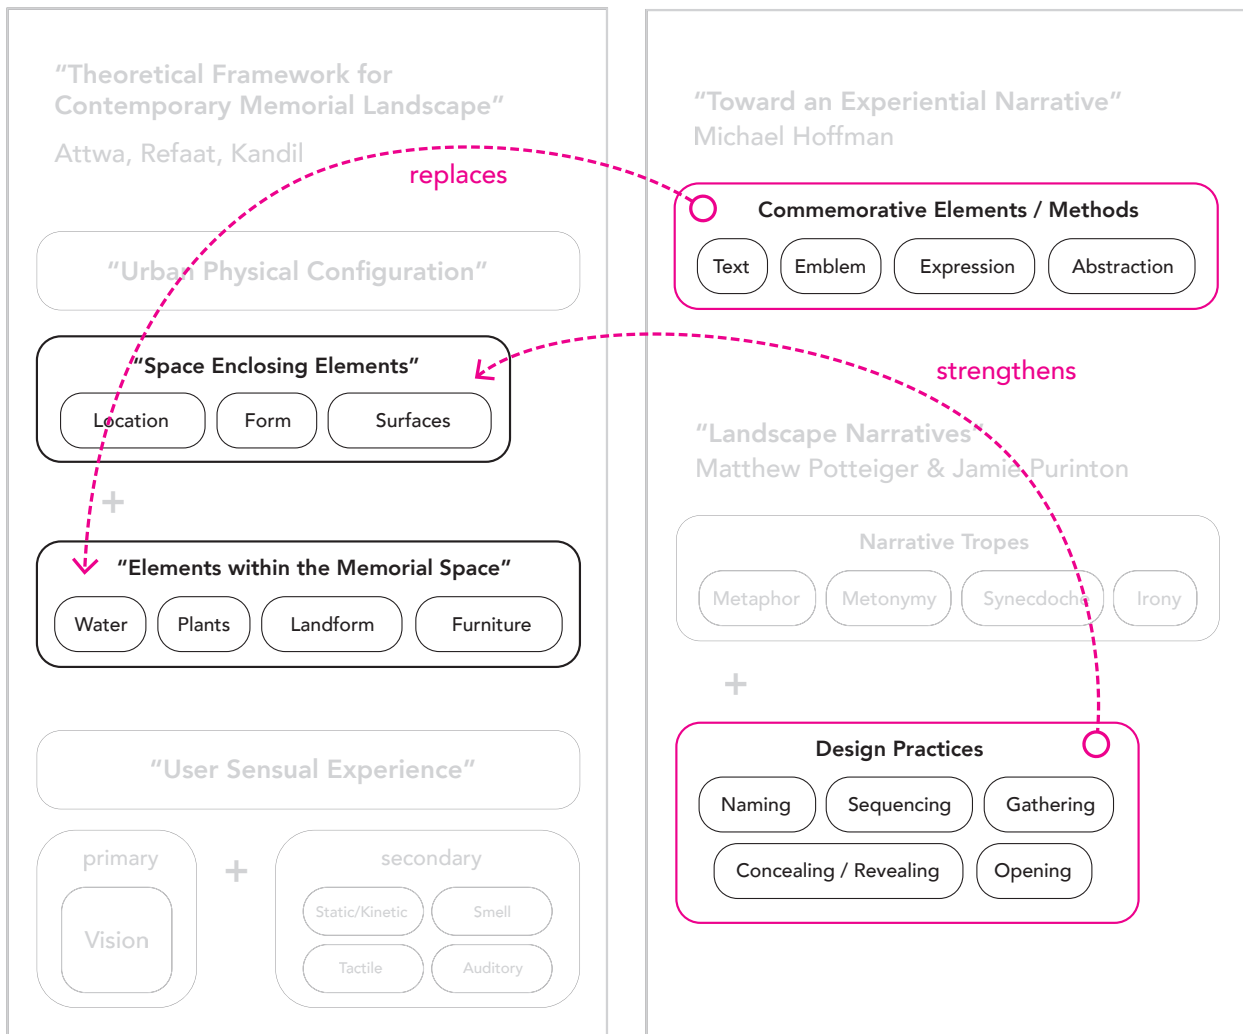 “Theoretical Framework for
Contemporary Memorial Landscape”
Attwa, Refaat, Kandil
“Urban Physical Configuration”
“Space Enclosing Elements”
Location Form Surfaces
+
“Elements within the Memorial Space”
Water Plants Landform Furniture
“User Sensual Experience”
primary
Vision
+
secondary
Static/Kinetic Smell
Tactile Auditory
replaces
“Toward an Experiential Narrative”
Michael Hoffman
Commemorative Elements / Methods
Text Emblem Expression Abstraction
strengthens
“Landscape Narratives”
Matthew Potteiger & Jamie Purinton
Narrative Tropes
Metaphor Metonymy Synecdoche Irony
+
Design Practices
Naming Sequencing Gathering
Concealing / Revealing Opening